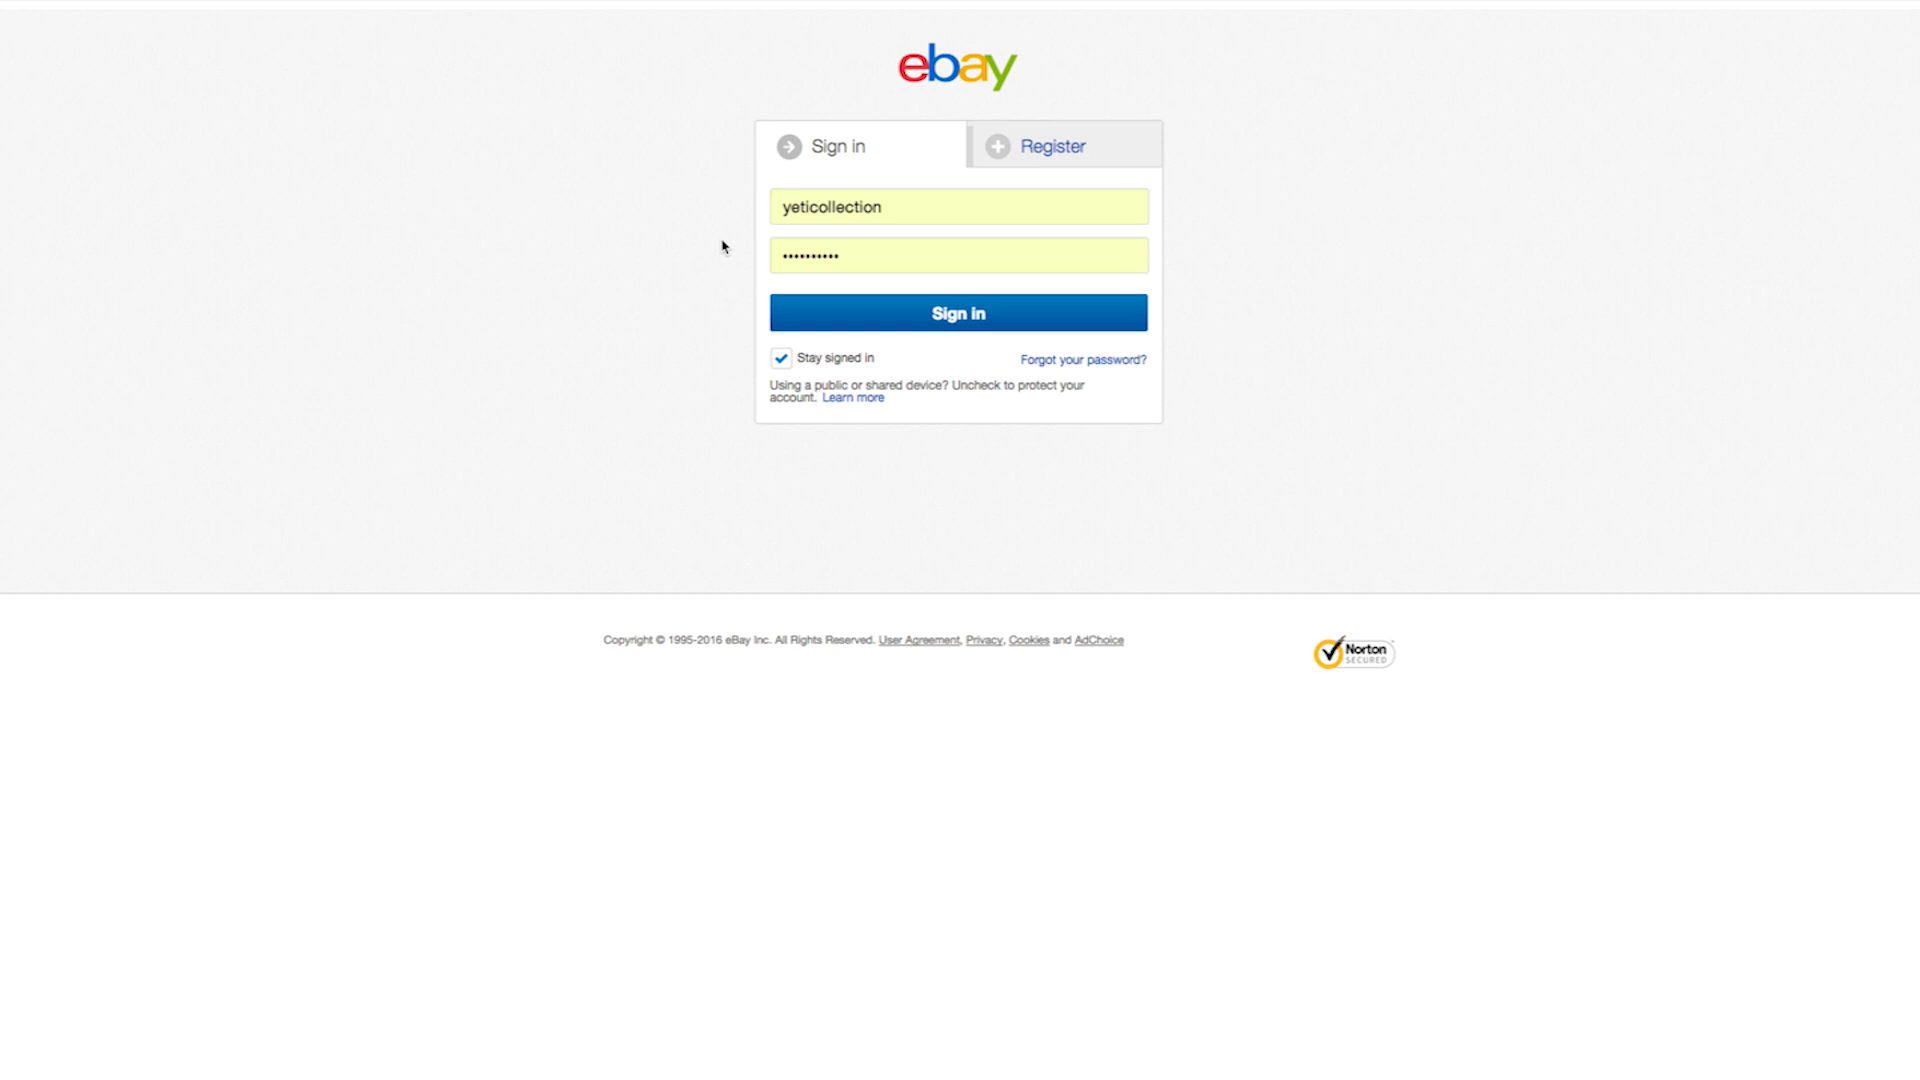 ebay
Sign in
Register
yeticollection
••••••••••
Sign in
Stay signed in
Forgot your password?
Using a public or shared device? Uncheck to protect your
account. Learn more
Copyright © 1995-2016 eBay Inc. All Rights Reserved. User Agreement, Privacy, Cookies and AdChoice
Norton
SECURED